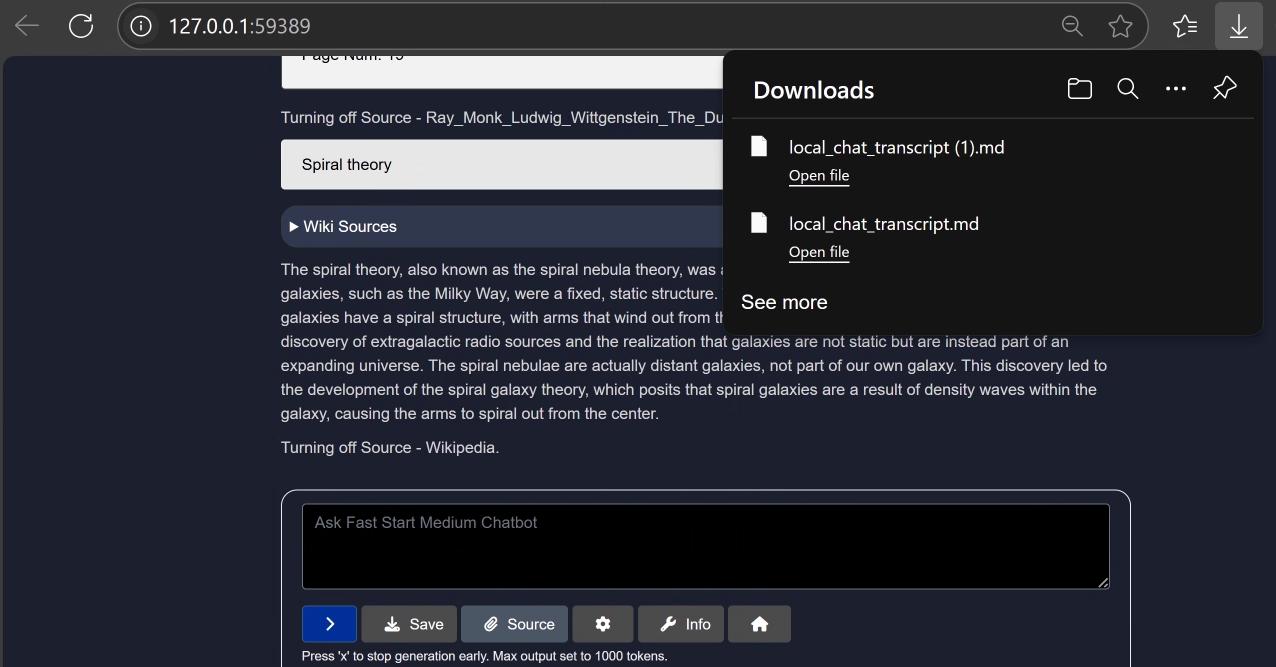 127.0.0.1:59389
Page Num: 19
Downloads
local_chat_transcript (1).md
Open file
local_chat_transcript.md
Open file
See more
Turning off Source - Ray_Monk_Ludwig_Wittgenstein_The_Du
Spiral theory
Wiki Sources
The spiral theory, also known as the spiral nebula theory, was
galaxies, such as the Milky Way, were a fixed, static structure.
galaxies have a spiral structure, with arms that wind out from
discovery of extragalactic radio sources and the realization that galaxies are not static but are instead part of an
expanding universe. The spiral nebulae are actually distant galaxies, not part of our own galaxy. This discovery led to
the development of the spiral galaxy theory, which posits that spiral galaxies are a result of density waves within the
galaxy, causing the arms to spiral out from the center.
Turning off Source - Wikipedia.
Ask Fast Start Medium Chatbot
Save
Source
Info
Press 'x' to stop generation early. Max output set to 1000 tokens.